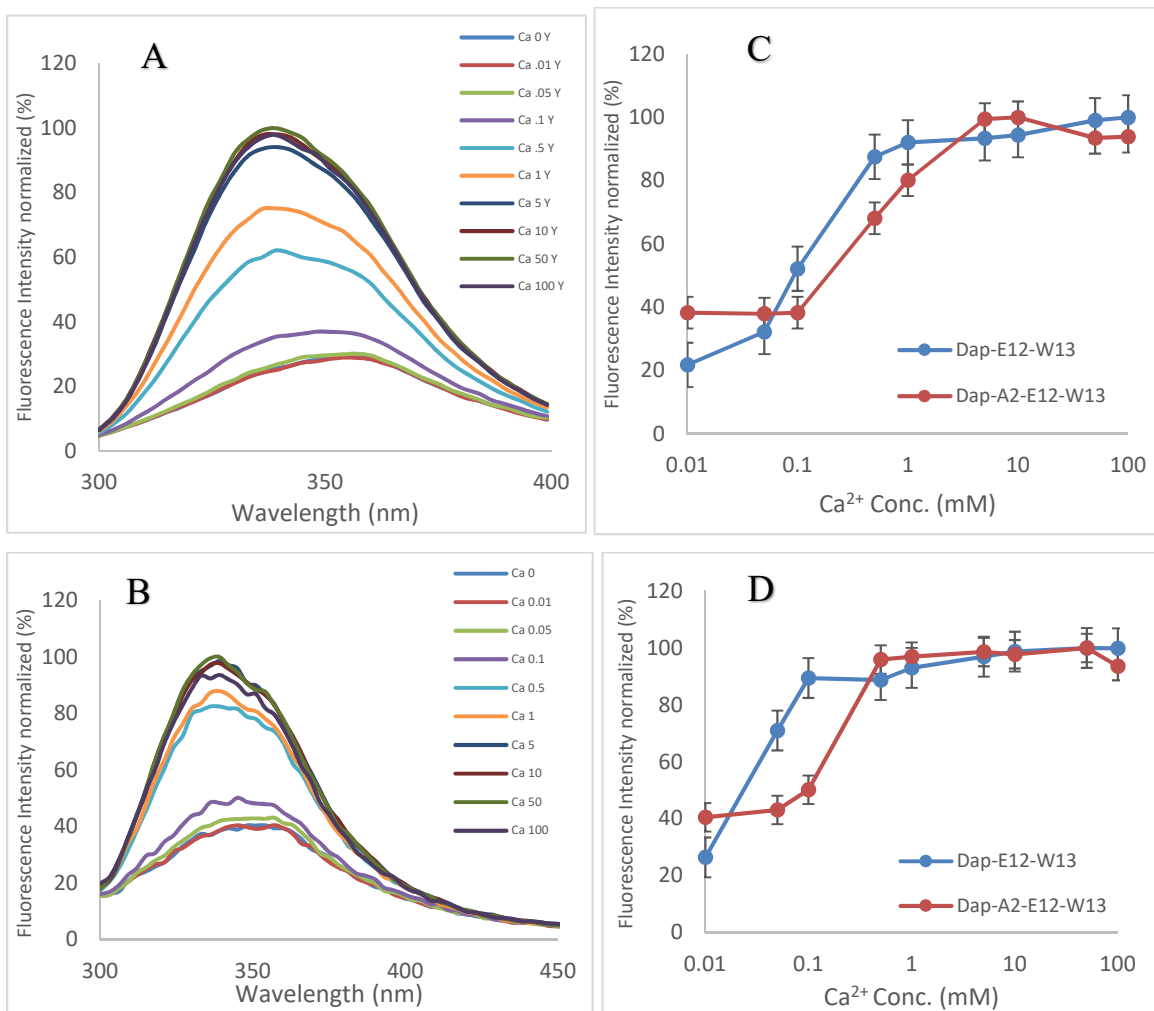 A
Fluorescence Intensity normalized (%)
120
100
80
60
40
20
0
300
350
400
Wavelength (nm)
Ca 0 Y
Ca .01 Y
Ca .05 Y
Ca .1 Y
Ca .5 Y
Ca 1 Y
Ca 5 Y
Ca 10 Y
Ca 50 Y
Ca 100 Y
C
Fluorescence Intensity normalized (%)
120
100
80
60
40
20
0
0.01
0.1
1
10
100
Ca²⁺ Conc. (mM)
Dap-E12-W13
Dap-A2-E12-W13
B
Fluorescence Intensity normalized (%)
120
100
80
60
40
20
0
300
350
400
450
Wavelength (nm)
Ca 0
Ca 0.01
Ca 0.05
Ca 0.1
Ca 0.5
Ca 1
Ca 5
Ca 10
Ca 50
Ca 100
D
Fluorescence Intensity normalized (%)
120
100
80
60
40
20
0
0.01
0.1
1
10
100
Ca²⁺ Conc. (mM)
Dap-E12-W13
Dap-A2-E12-W13